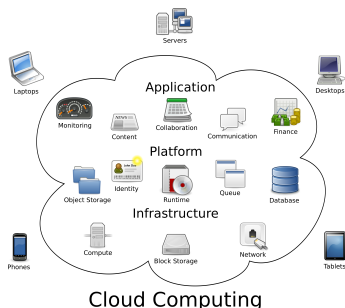 Servers
Laptops
Desktops
Application
Monitoring
NEWS
Content
Collaboration
Communication
Finance
Platform
Object Storage
Identity
Runtime
Queue
Database
Infrastructure
Compute
Block Storage
Network
Phones
Tablets
Cloud Computing